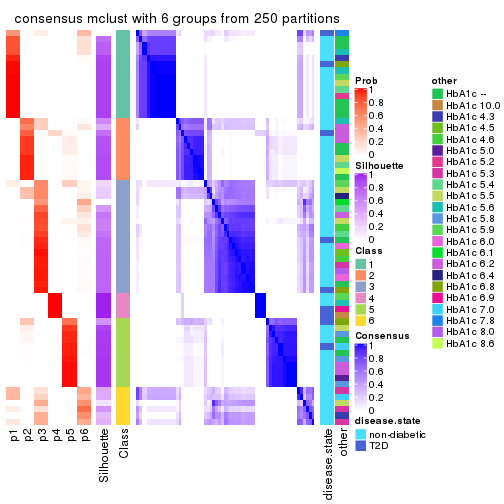 consensus mclust with 6 groups from 250 partitions
p1
p2
p3
p4
p5
p6
Silhouette
Class
disease.state
other
Prob
1
0.8
0.6
0.4
0.2
0
Silhouette
1
0.8
0.6
0.4
0.2
0
Class
1
2
3
4
5
6
Consensus
1
0.8
0.6
0.4
0.2
0
disease.state
non-diabetic
T2D
other
HbA1c --
HbA1c 10.0
HbA1c 4.3
HbA1c 4.5
HbA1c 4.6
HbA1c 5.0
HbA1c 5.2
HbA1c 5.3
HbA1c 5.4
HbA1c 5.5
HbA1c 5.6
HbA1c 5.8
HbA1c 5.9
HbA1c 6.0
HbA1c 6.1
HbA1c 6.2
HbA1c 6.4
HbA1c 6.8
HbA1c 6.9
HbA1c 7.0
HbA1c 7.8
HbA1c 8.0
HbA1c 8.6